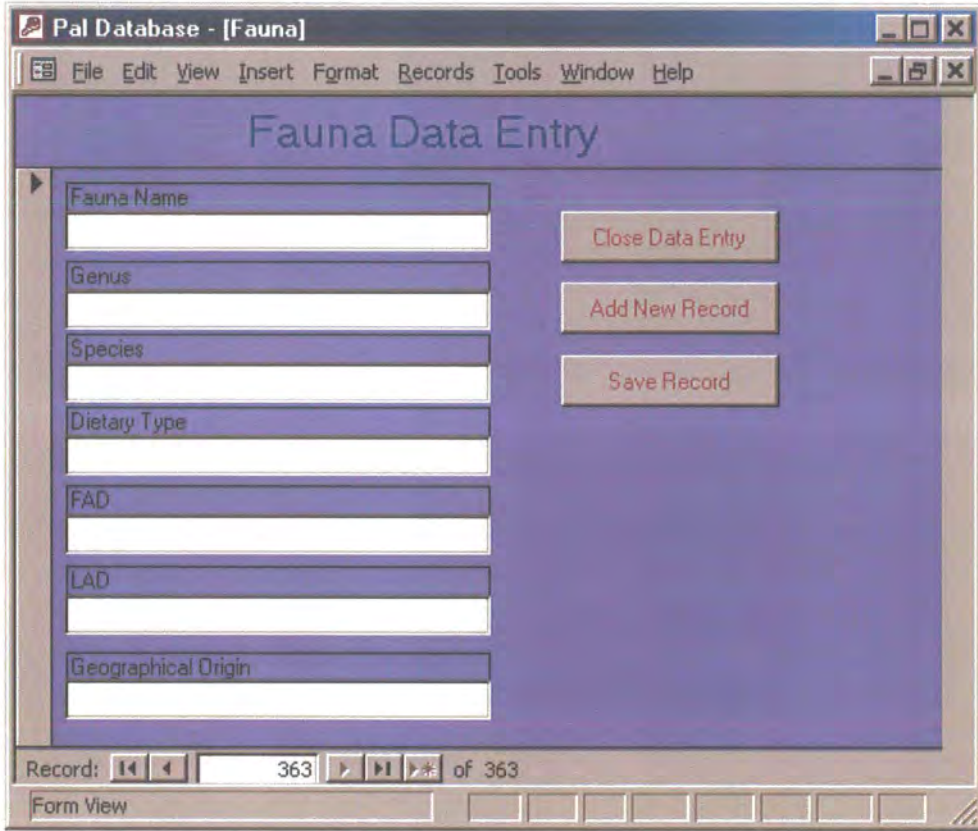 Pal Database - [Fauna]
File Edit View Insert Format Records Tools Window Help
Fauna Data Entry
Fauna Name
Genus
Species
Dietary Type
FAD
LAD
Geographical Origin
Close Data Entry
Add New Record
Save Record
Record: 363 of 363
Form View